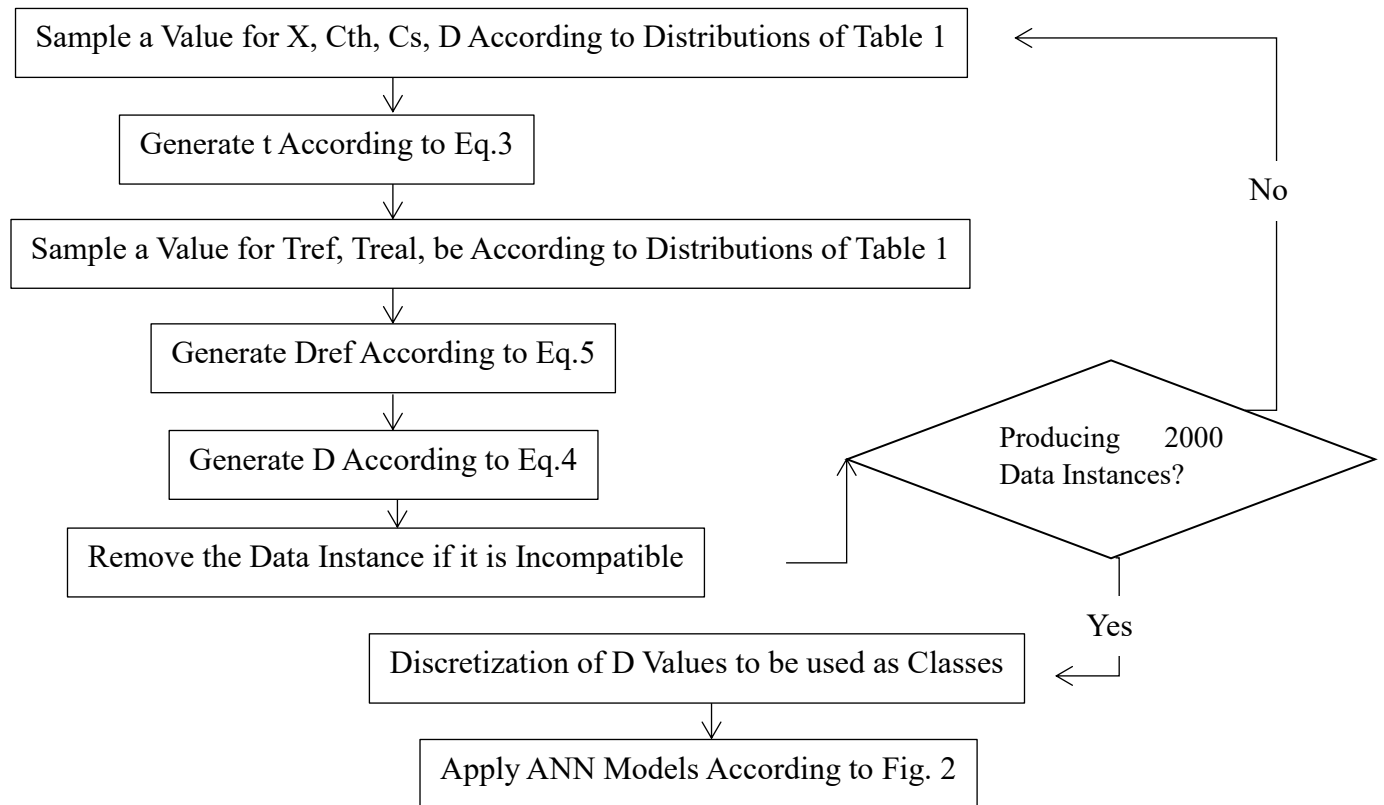 Sample a Value for X, Cth, Cs, D According to Distributions of Table 1
Generate t According to Eq.3
No
Sample a Value for Tref, Treal, be According to Distributions of Table 1
Generate Dref According to Eq.5
Generate D According to Eq.4
Producing 2000
Data Instances?
Remove the Data Instance if it is Incompatible
Yes
Discretization of D Values to be used as Classes
Apply ANN Models According to Fig. 2